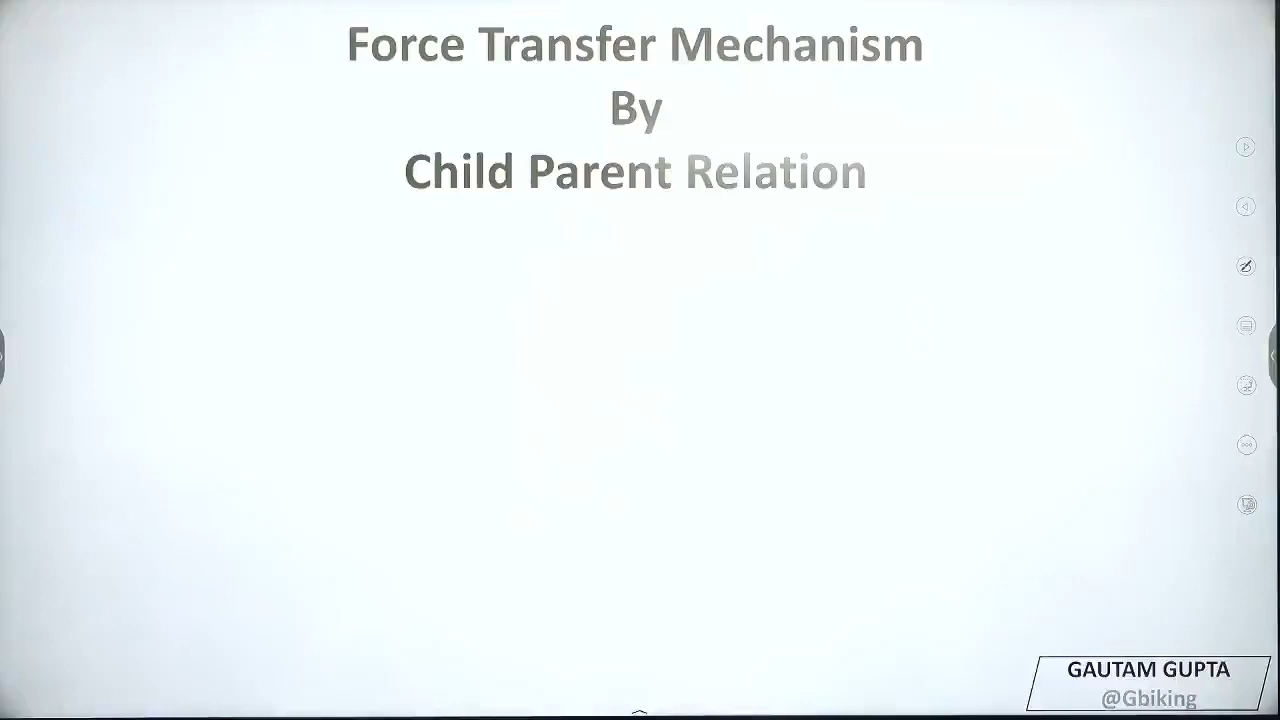 Force Transfer Mechanism
By
Child Parent Relation
GAUTAM GUPTA
@Gbiking